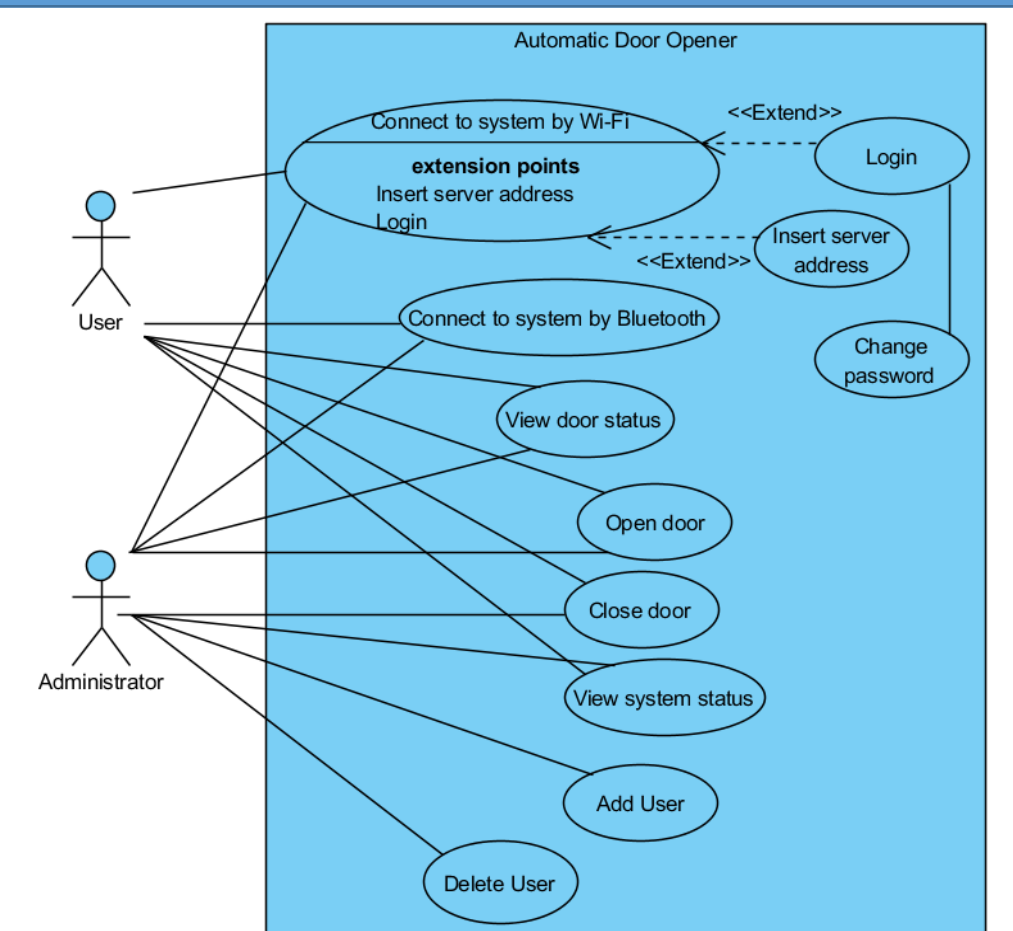 Automatic Door Opener
Connect to system by Wi-Fi
<<Extend>>
Login
extension points
Insert server address
Login
Insert server
address
<<Extend>>
User
Connect to system by Bluetooth
Change
password
View door status
Open door
Close door
Administrator
View system status
Add User
Delete User